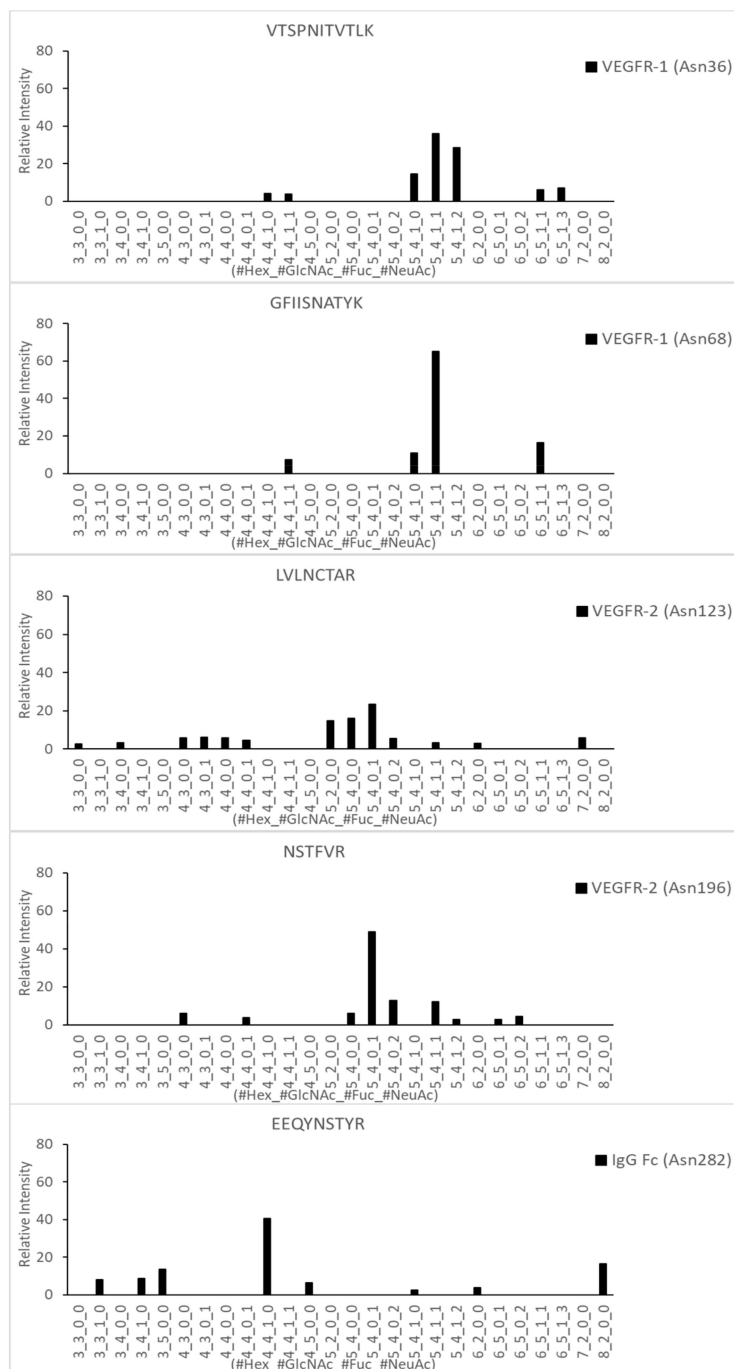 VTSPNITVTLK
Relative Intensity
80
60
40
20
0
VEGFR-1 (Asn36)
3_3_0_0 3_3_1_0 3_4_0_0 3_4_1_0 3_5_0_0 4_3_0_0 4_3_0_1 4_4_0_0 4_4_0_1 4_4_1_0 4_4_1_1 4_5_0_0 5_2_0_0 5_4_0_0 5_4_0_1 5_4_0_2 5_4_1_0 5_4_1_1 5_4_1_2 6_2_0_0 6_5_0_1 6_5_0_2 6_5_1_1 6_5_1_3 7_2_0_0 8_2_0_0
(#Hex_#GlcNAc_#Fuc_#NeuAc)
GFIISNATYK
Relative Intensity
80
60
40
20
0
VEGFR-1 (Asn68)
3_3_0_0 3_3_1_0 3_4_0_0 3_4_1_0 3_5_0_0 4_3_0_0 4_3_0_1 4_4_0_0 4_4_0_1 4_4_1_0 4_4_1_1 4_5_0_0 5_2_0_0 5_4_0_0 5_4_0_1 5_4_0_2 5_4_1_0 5_4_1_1 5_4_1_2 6_2_0_0 6_5_0_1 6_5_0_2 6_5_1_1 6_5_1_3 7_2_0_0 8_2_0_0
(#Hex_#GlcNAc_#Fuc_#NeuAc)
LVLNCTAR
Relative Intensity
80
60
40
20
0
VEGFR-2 (Asn123)
3_3_0_0 3_3_1_0 3_4_0_0 3_4_1_0 3_5_0_0 4_3_0_0 4_3_0_1 4_4_0_0 4_4_0_1 4_4_1_0 4_4_1_1 4_5_0_0 5_2_0_0 5_4_0_0 5_4_0_1 5_4_0_2 5_4_1_0 5_4_1_1 5_4_1_2 6_2_0_0 6_5_0_1 6_5_0_2 6_5_1_1 6_5_1_3 7_2_0_0 8_2_0_0
(#Hex_#GlcNAc_#Fuc_#NeuAc)
NSTFVR
Relative Intensity
80
60
40
20
0
VEGFR-2 (Asn196)
3_3_0_0 3_3_1_0 3_4_0_0 3_4_1_0 3_5_0_0 4_3_0_0 4_3_0_1 4_4_0_0 4_4_0_1 4_4_1_0 4_4_1_1 4_5_0_0 5_2_0_0 5_4_0_0 5_4_0_1 5_4_0_2 5_4_1_0 5_4_1_1 5_4_1_2 6_2_0_0 6_5_0_1 6_5_0_2 6_5_1_1 6_5_1_3 7_2_0_0 8_2_0_0
(#Hex_#GlcNAc_#Fuc_#NeuAc)
EEQYNSTYR
Relative Intensity
80
60
40
20
0
IgG Fc (Asn282)
3_3_0_0 3_3_1_0 3_4_0_0 3_4_1_0 3_5_0_0 4_3_0_0 4_3_0_1 4_4_0_0 4_4_0_1 4_4_1_0 4_4_1_1 4_5_0_0 5_2_0_0 5_4_0_0 5_4_0_1 5_4_0_2 5_4_1_0 5_4_1_1 5_4_1_2 6_2_0_0 6_5_0_1 6_5_0_2 6_5_1_1 6_5_1_3 7_2_0_0 8_2_0_0
(#Hex_#GlcNAc_#Fuc_#NeuAc)